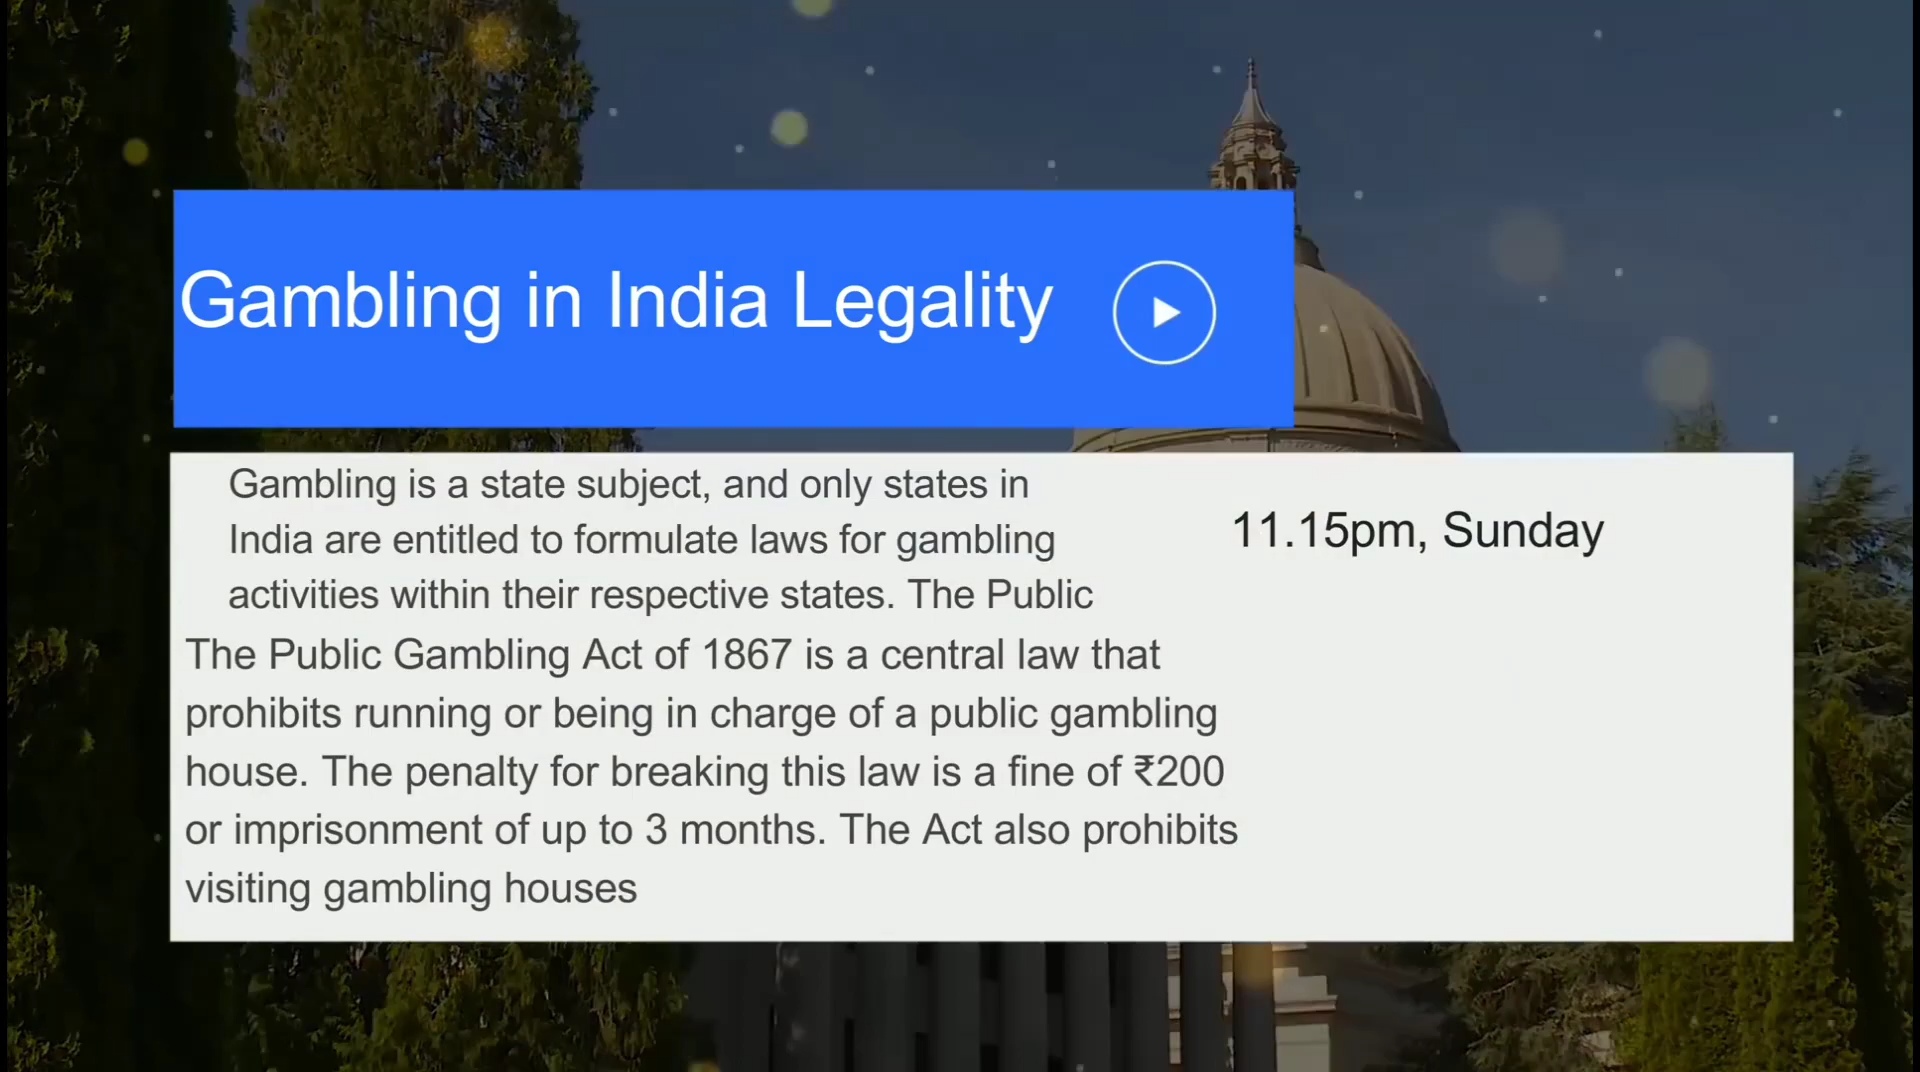 Gambling in India Legality
Gambling is a state subject, and only states in
India are entitled to formulate laws for gambling
activities within their respective states. The Public
11.15pm, Sunday
The Public Gambling Act of 1867 is a central law that
prohibits running or being in charge of a public gambling
house. The penalty for breaking this law is a fine of ₹200
or imprisonment of up to 3 months. The Act also prohibits
visiting gambling houses